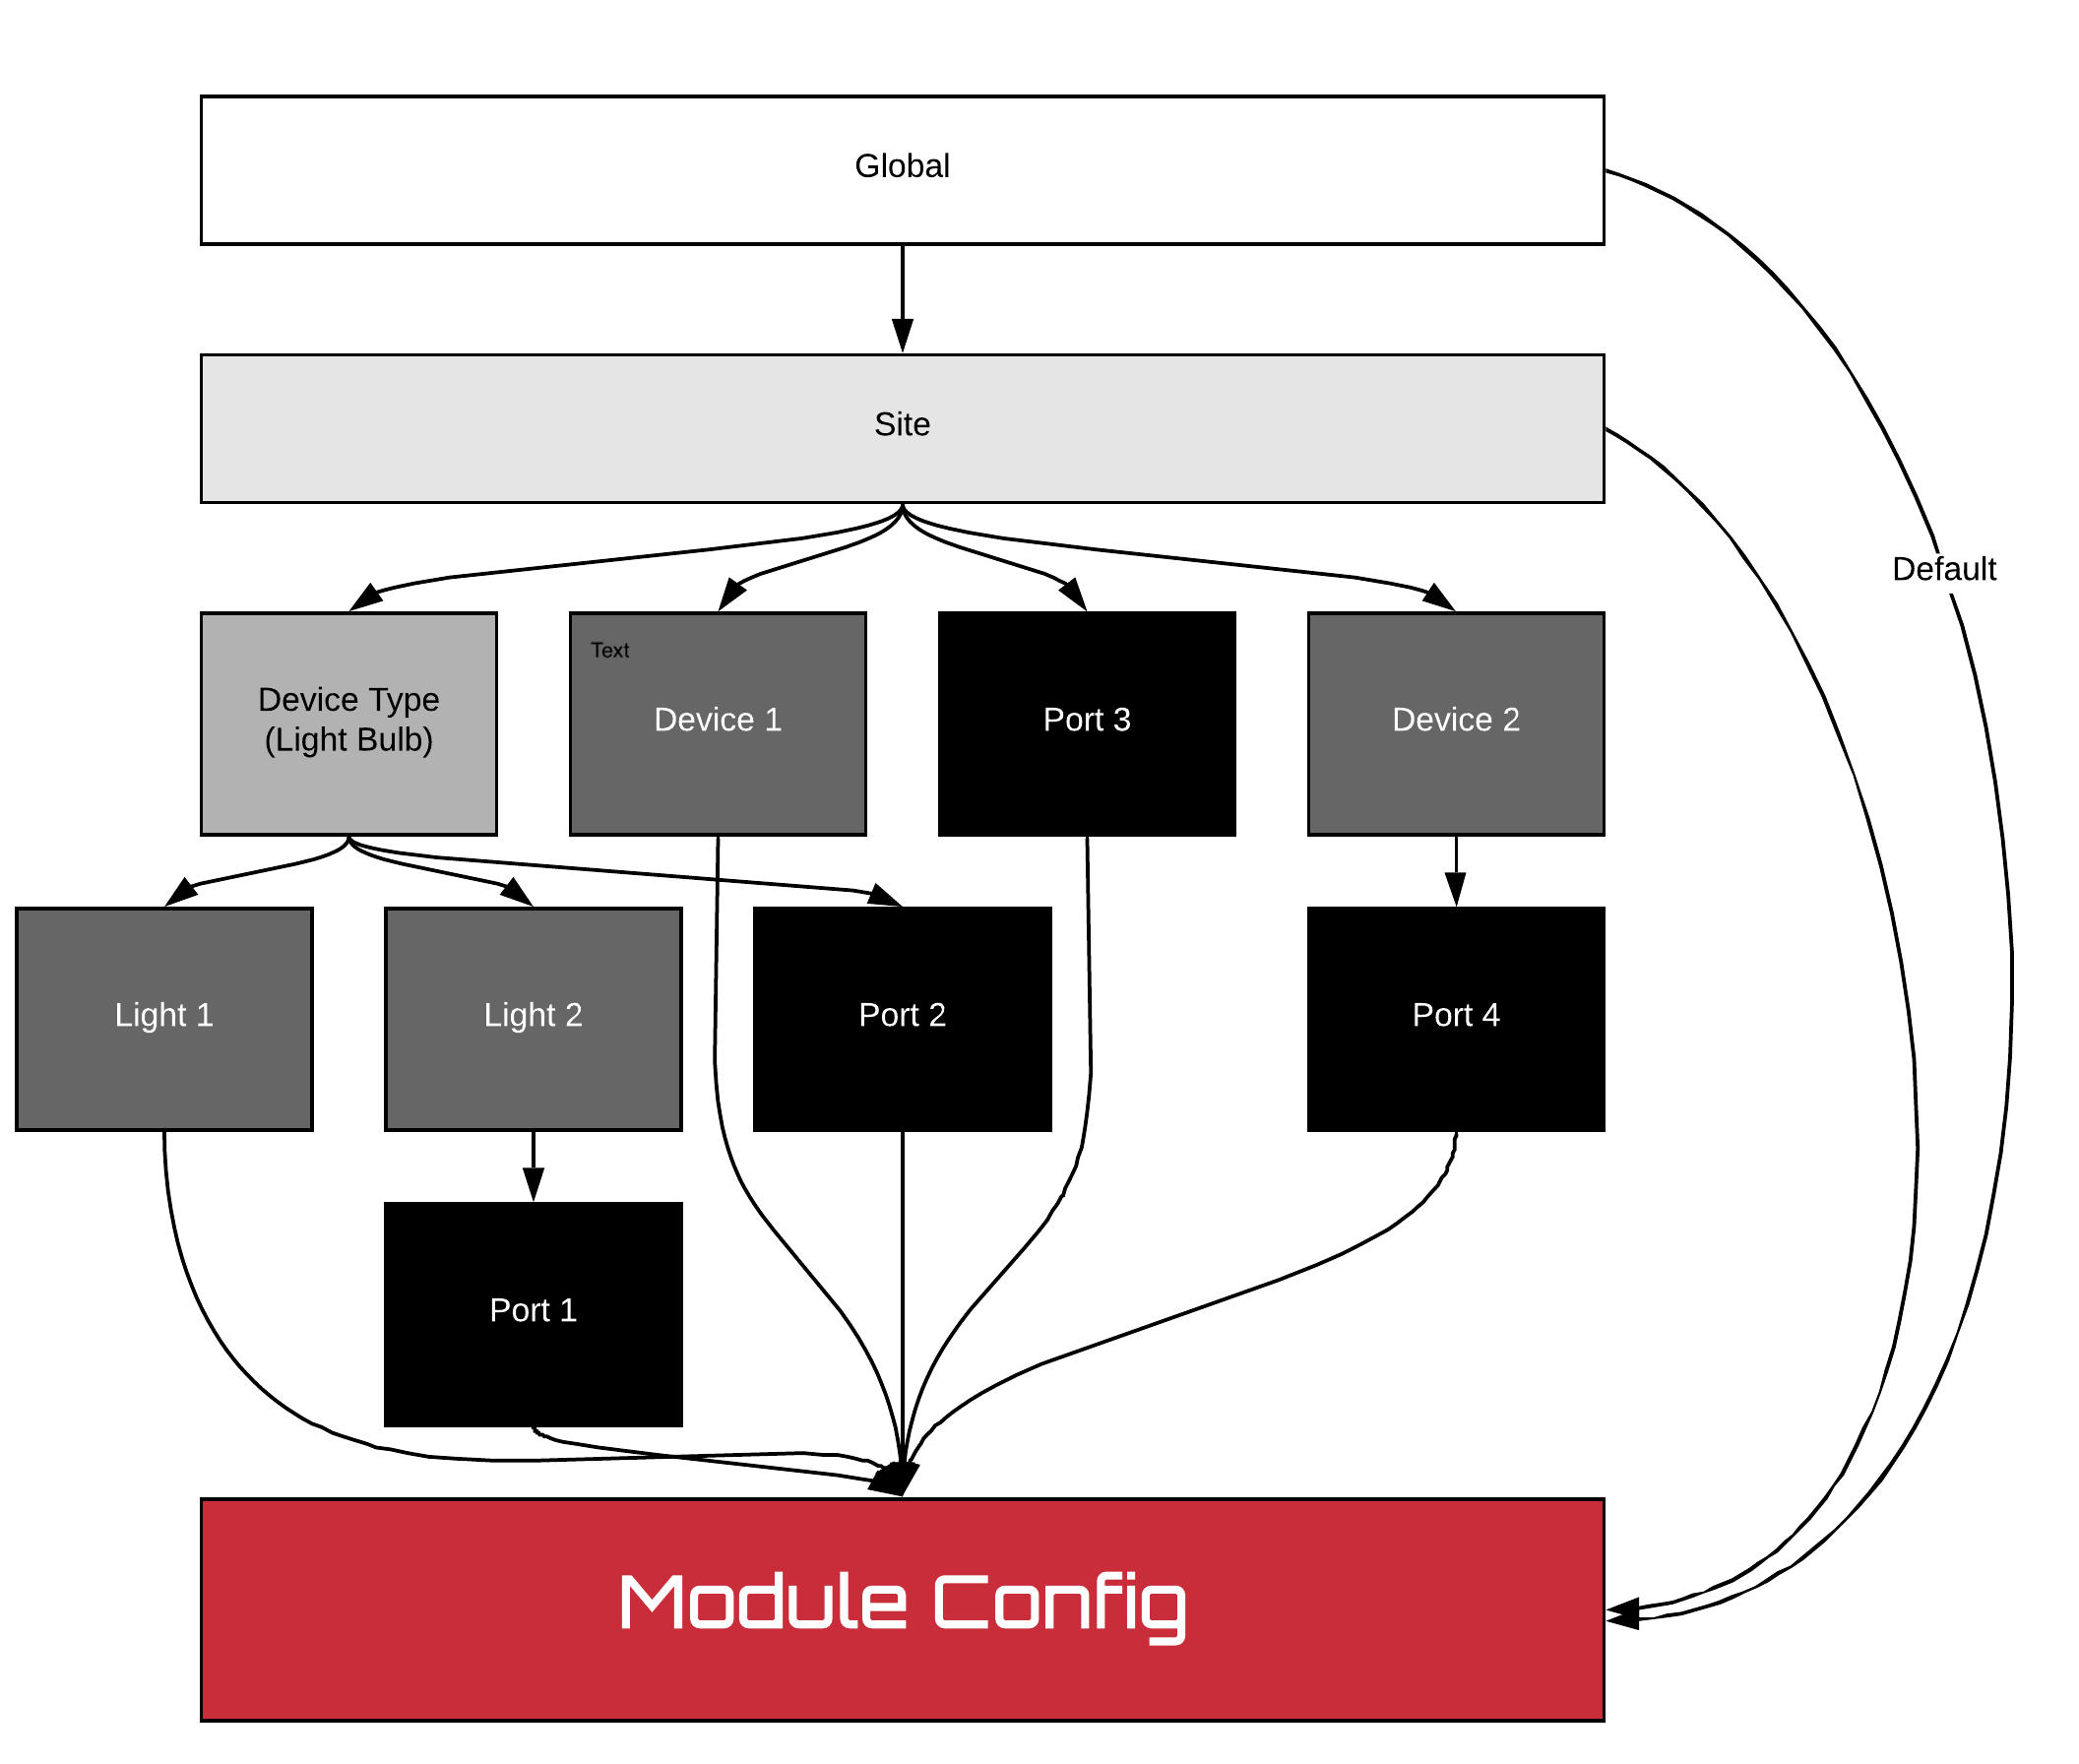 Global
Site
Default
Text
Device Type
(Light Bulb)
Device 1
Port 3
Device 2
Light 1
Light 2
Port 2
Port 4
Port 1
Module Config